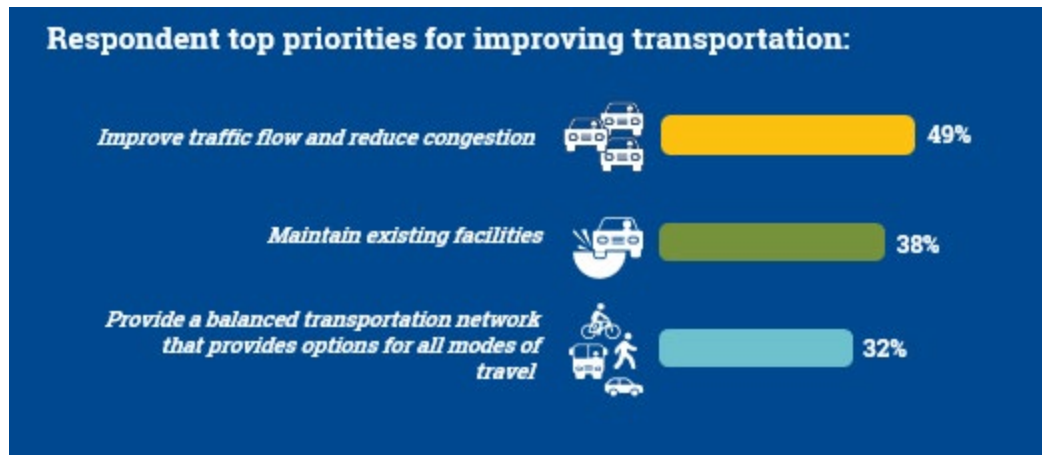 Respondent top priorities for improving transportation:
Improve traffic flow and reduce congestion
49%
Maintain existing facilities
38%
Provide a balanced transportation network
that provides options for all modes of
travel
32%